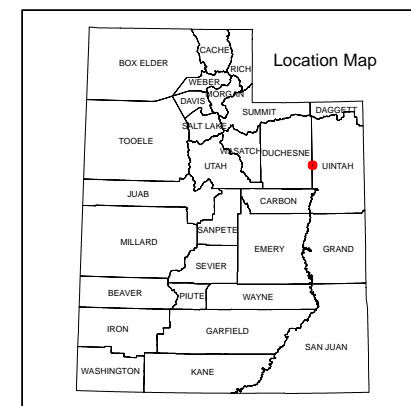 CACHE
BOX ELDER
Location Map
RICH
WEBER
MORGAN
DAVIS
SUMMIT
DAGGETT
SALT LAKE
TOOELE
WASATCH
DUCHESNE
UTAH
UINTAH
JUAB
CARBON
SANPETE
MILLARD
EMERY
GRAND
SEVIER
BEAVER
PIUTE
WAYNE
IRON
GARFIELD
SAN JUAN
WASHINGTON
KANE